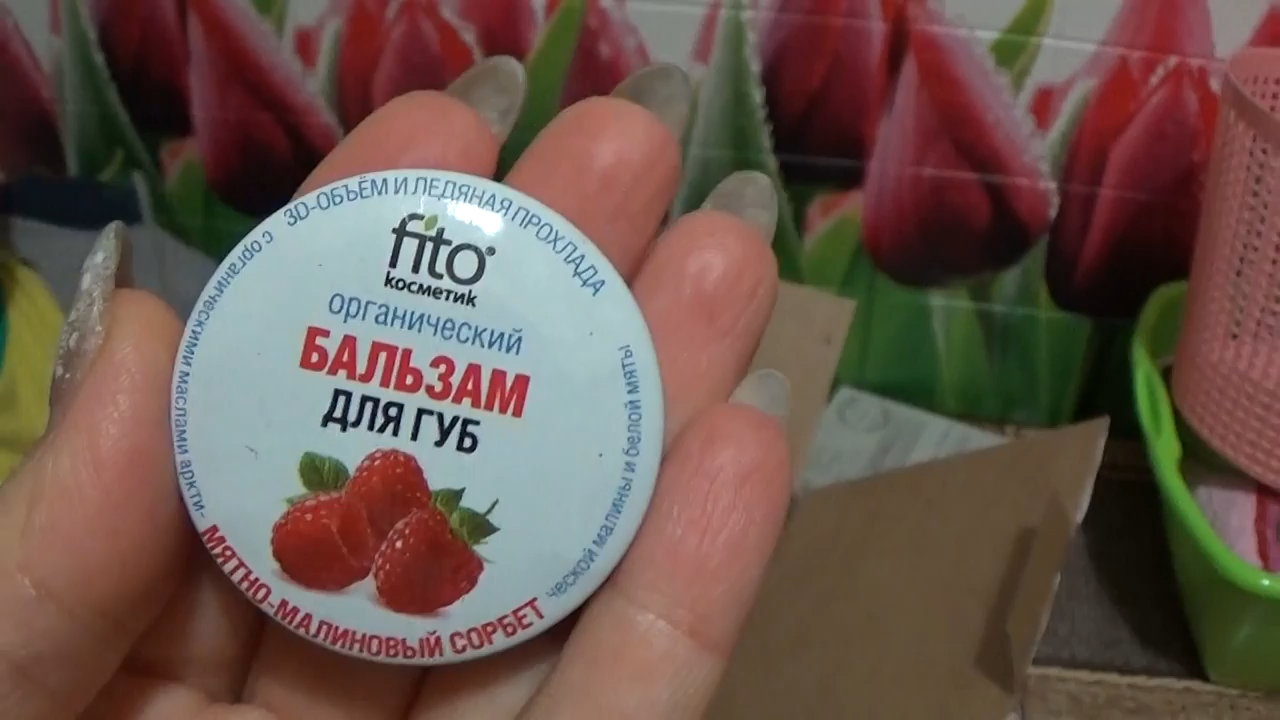 3D-ОБЪЁМ И ЛЕДЯНАЯ ПРОХЛАДА
fito®
косметик
органический
БАЛЬЗАМ
ДЛЯ ГУБ
с органическими маслами аркти-
ческой малины и белой мяты
МЯТНО-МАЛИНОВЫЙ СОРБЕТ